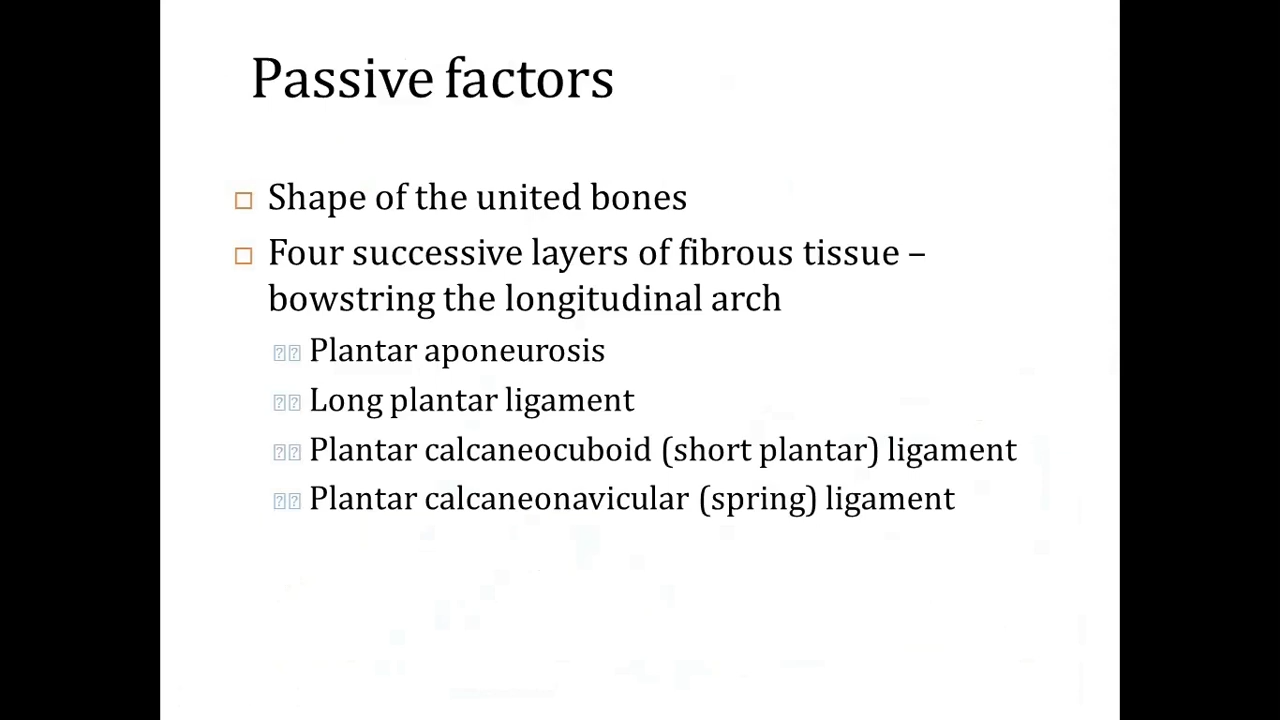 Passive factors
Shape of the united bones
Four successive layers of fibrous tissue –
bowstring the longitudinal arch
Plantar aponeurosis
Long plantar ligament
Plantar calcaneocuboid (short plantar) ligament
Plantar calcaneonavicular (spring) ligament